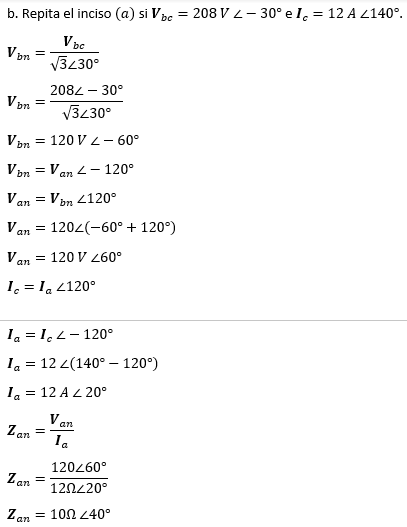 b. Repita el inciso (a) si V_bc = 208 V ∠ − 30° e I_c = 12 A ∠140°.
V_bn = V_bc / √3∠30°
V_bn = 208∠ − 30° / √3∠30°
V_bn = 120 V ∠ − 60°
V_bn = V_an ∠ − 120°
V_an = V_bn ∠120°
V_an = 120∠(−60° + 120°)
V_an = 120 V ∠60°
I_c = I_a ∠120°
I_a = I_c ∠ − 120°
I_a = 12 ∠(140° − 120°)
I_a = 12 A ∠ 20°
Z_an = V_an / I_a
Z_an = 120∠60° / 12Ω∠20°
Z_an = 10Ω ∠40°